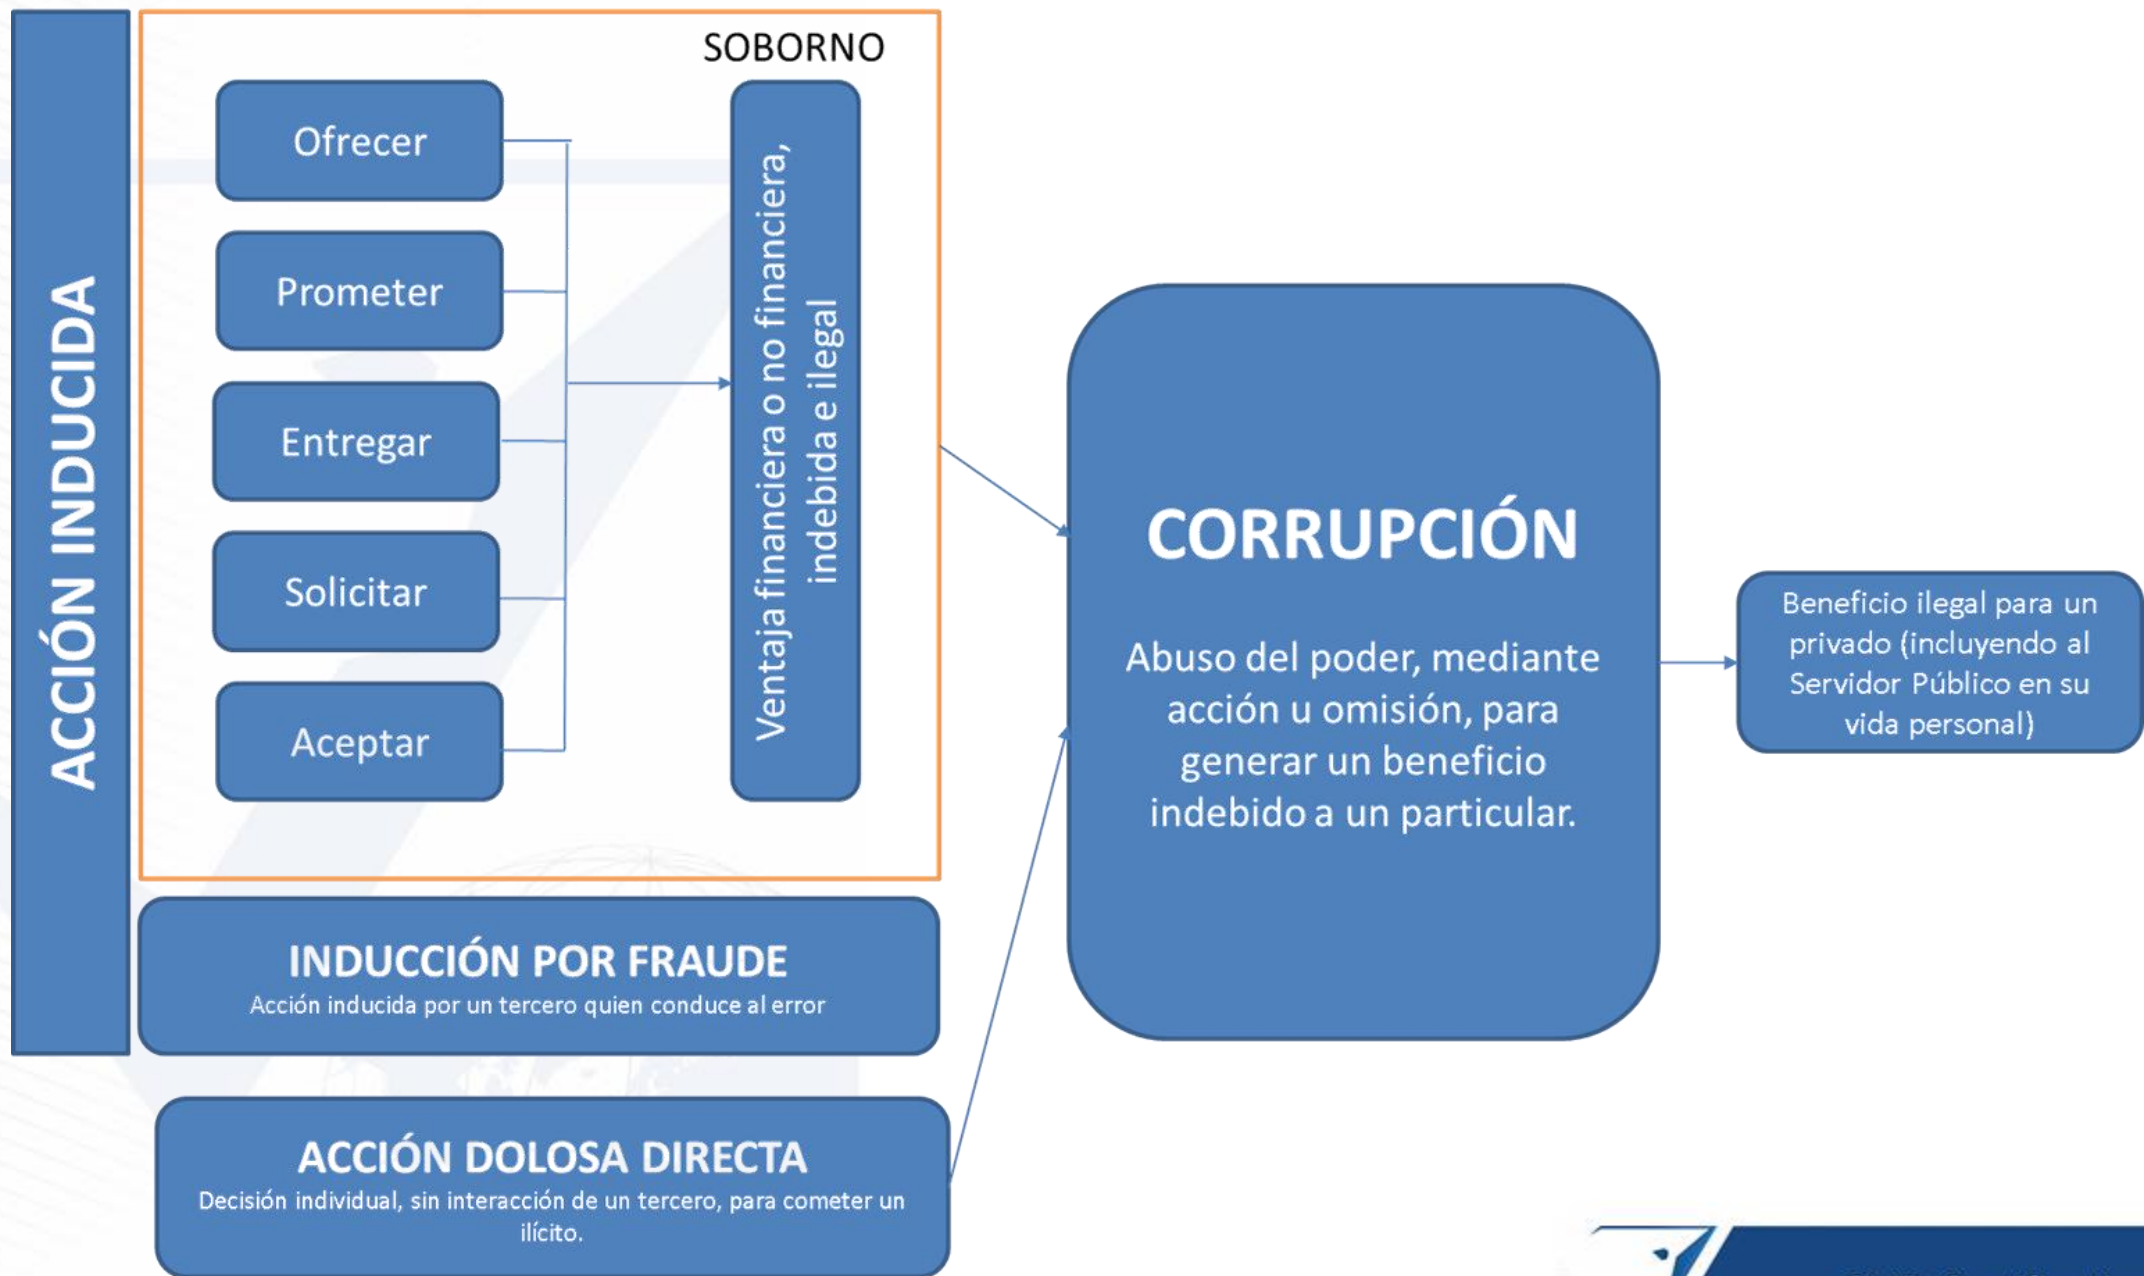 ACCIÓN INDUCIDA
SOBORNO
Ofrecer
Prometer
Entregar
Solicitar
Aceptar
Ventaja financiera o no financiera,
indebida e ilegal
INDUCCIÓN POR FRAUDE
Acción inducida por un tercero quien conduce al error
ACCIÓN DOLOSA DIRECTA
Decisión individual, sin interacción de un tercero, para cometer un
ilícito.
CORRUPCIÓN
Abuso del poder, mediante
acción u omisión, para
generar un beneficio
indebido a un particular.
Beneficio ilegal para un
privado (incluyendo al
Servidor Público en su
vida personal)